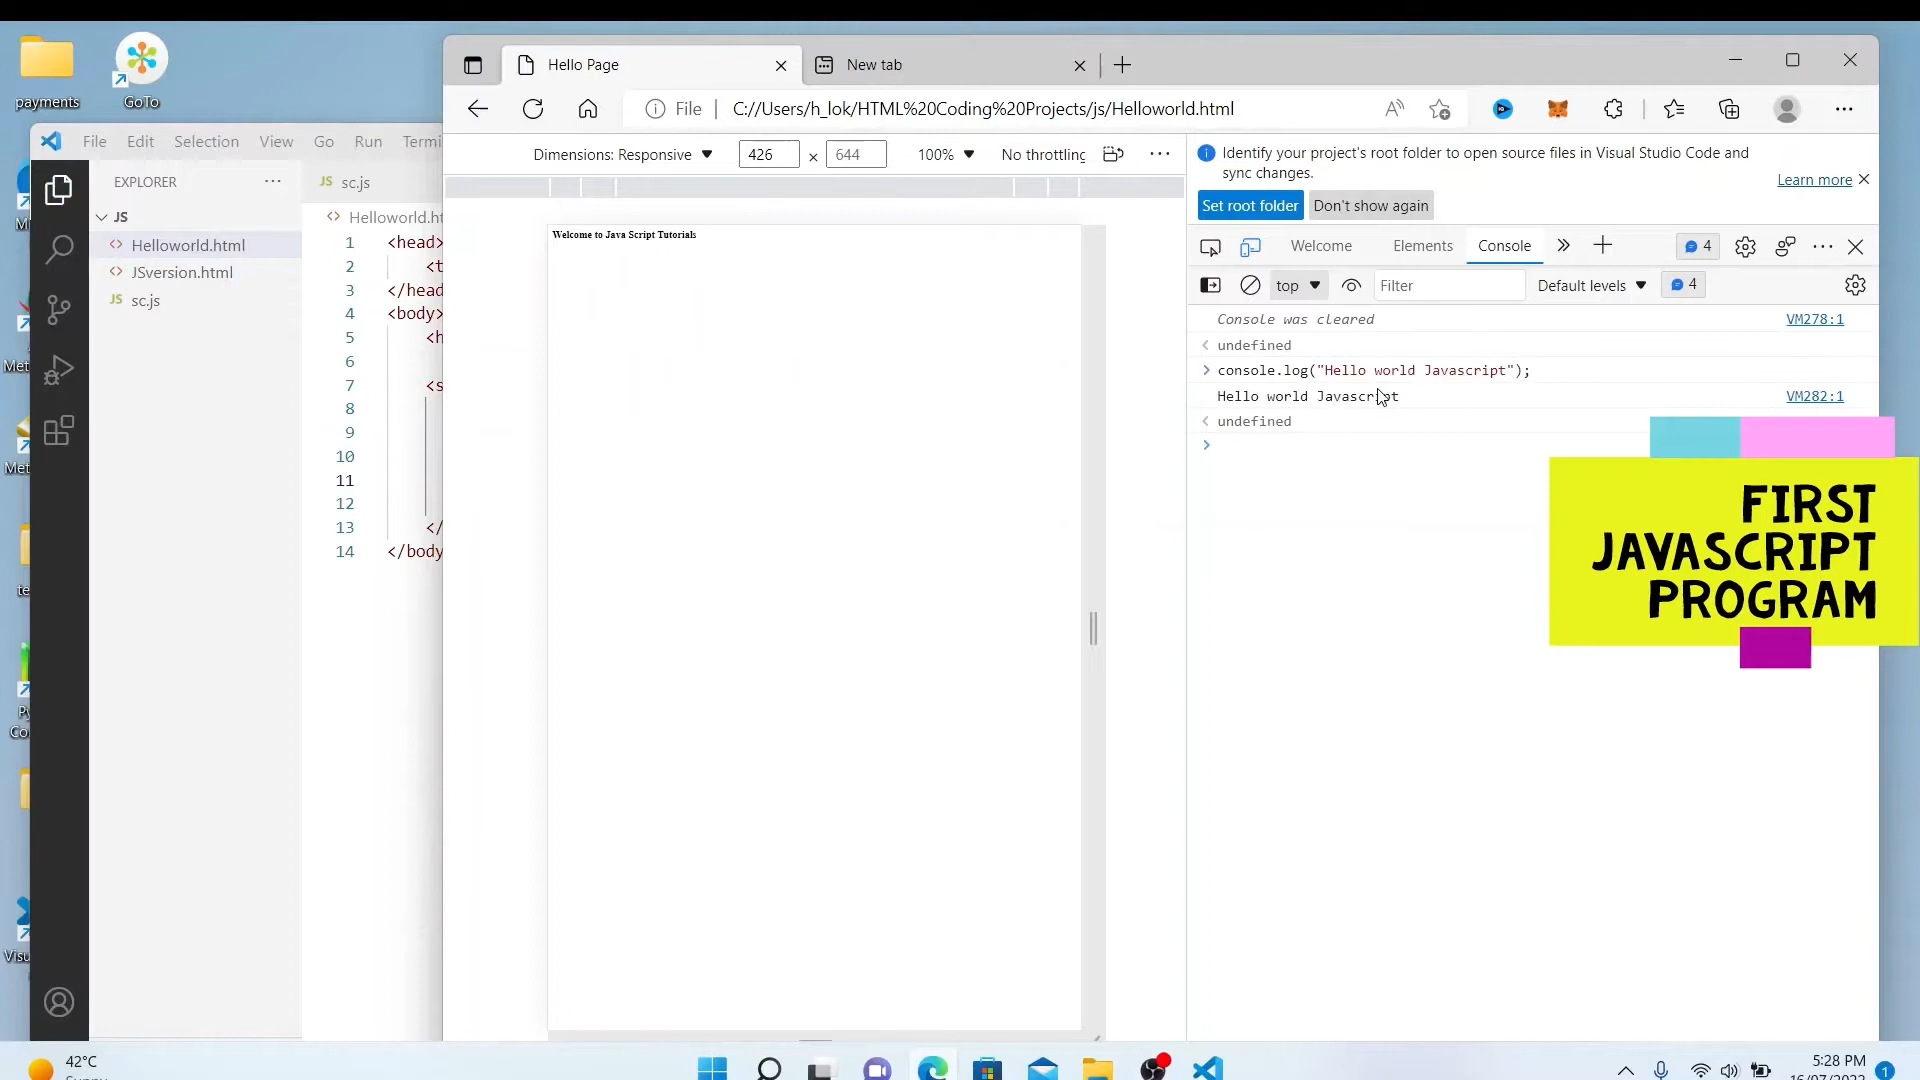 payments
GoTo
File Edit Selection View Go Run
EXPLORER
JS
Helloworld.html
JSversion.html
JS sc.js
JS sc.js
1 <head>
2
3 </head
4 <body>
5
6
7
8
9
10
11
12
13 </
14 </body
Hello Page
New tab
File C://Users/h_lok/HTML%20Coding%20Projects/js/Helloworld.html
Dimensions: Responsive 426 x 644 100% No throttling
Welcome to Java Script Tutorials
Identify your project's root folder to open source files in Visual Studio Code and
sync changes.
Learn more
Set root folder Don't show again
Welcome Elements Console 4
top Filter Default levels 4
Console was cleared VM278:1
undefined
console.log("Hello world Javascript");
Hello world Javascript VM282:1
undefined
FIRST
JAVASCRIPT
PROGRAM
42°C
5:28 PM
1